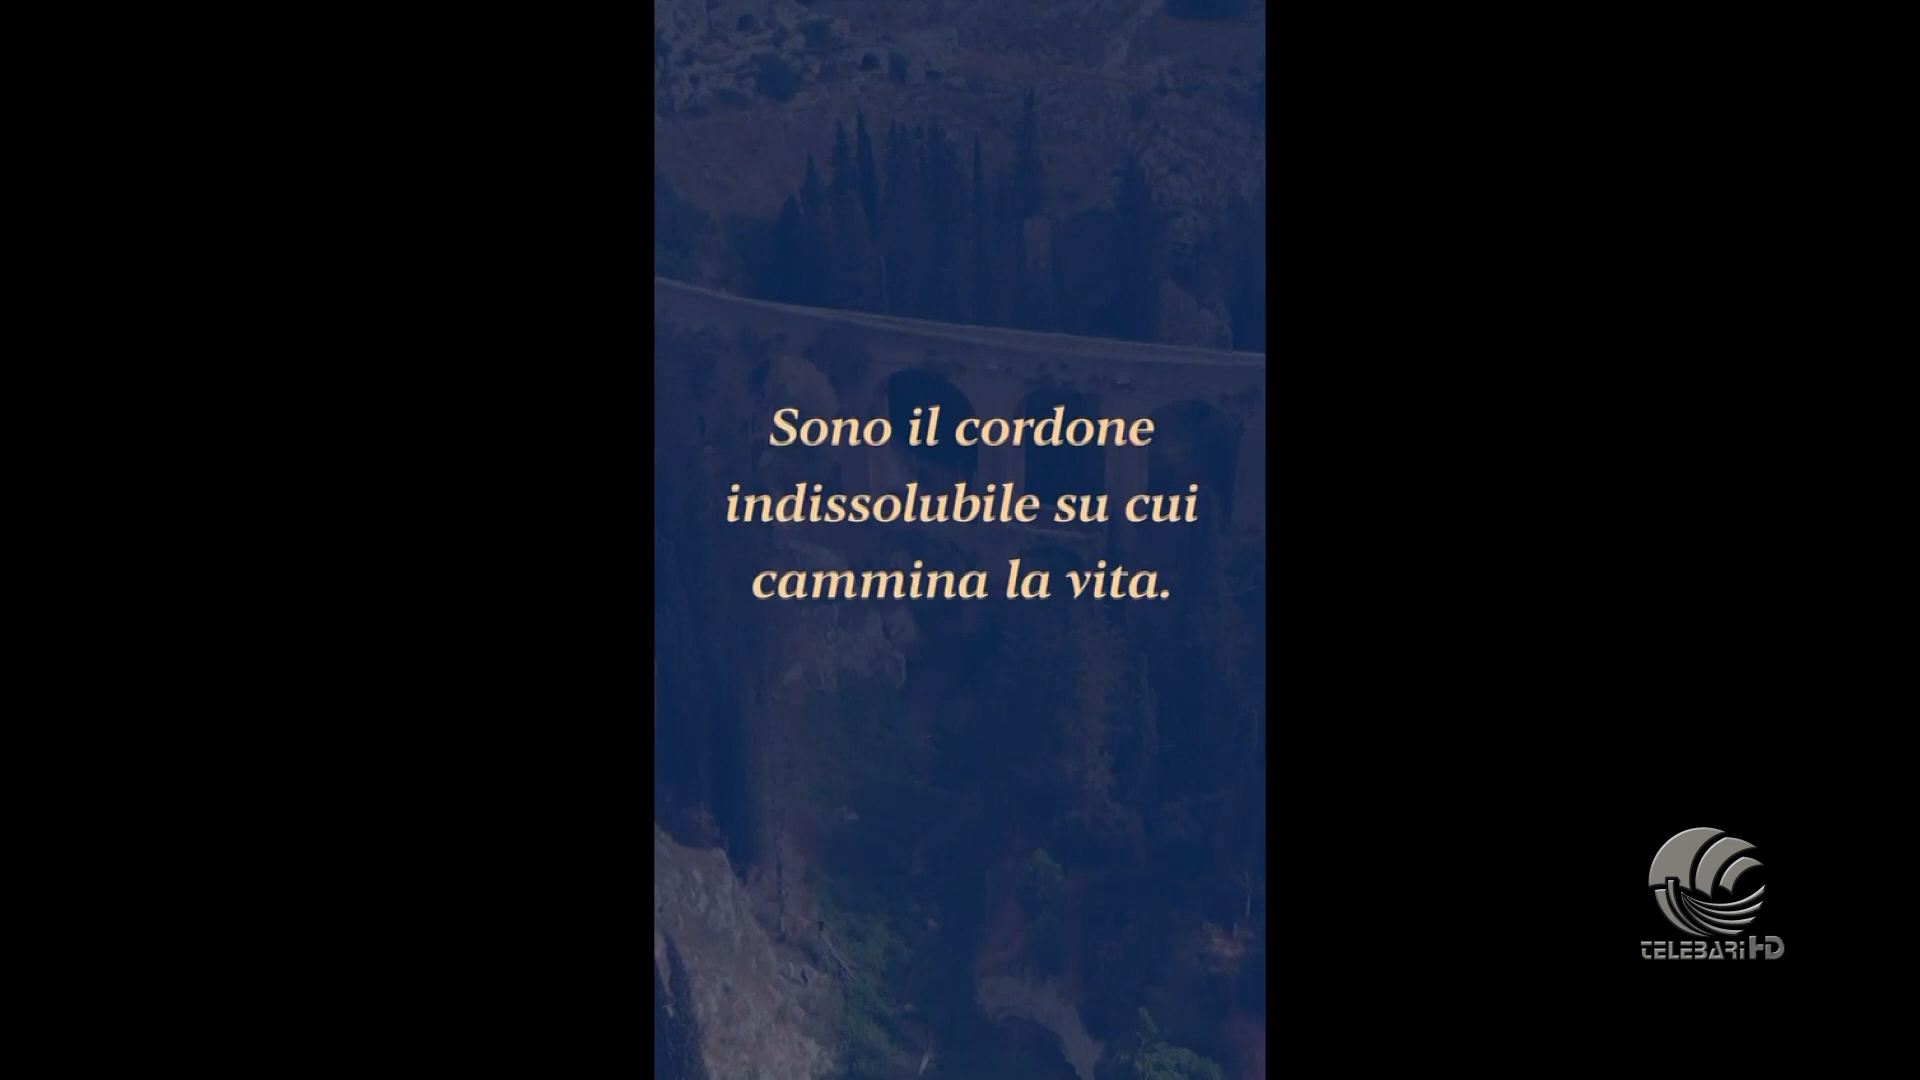 Sono il cordone
indissolubile su cui
cammina la vita.
TELEBARI HD